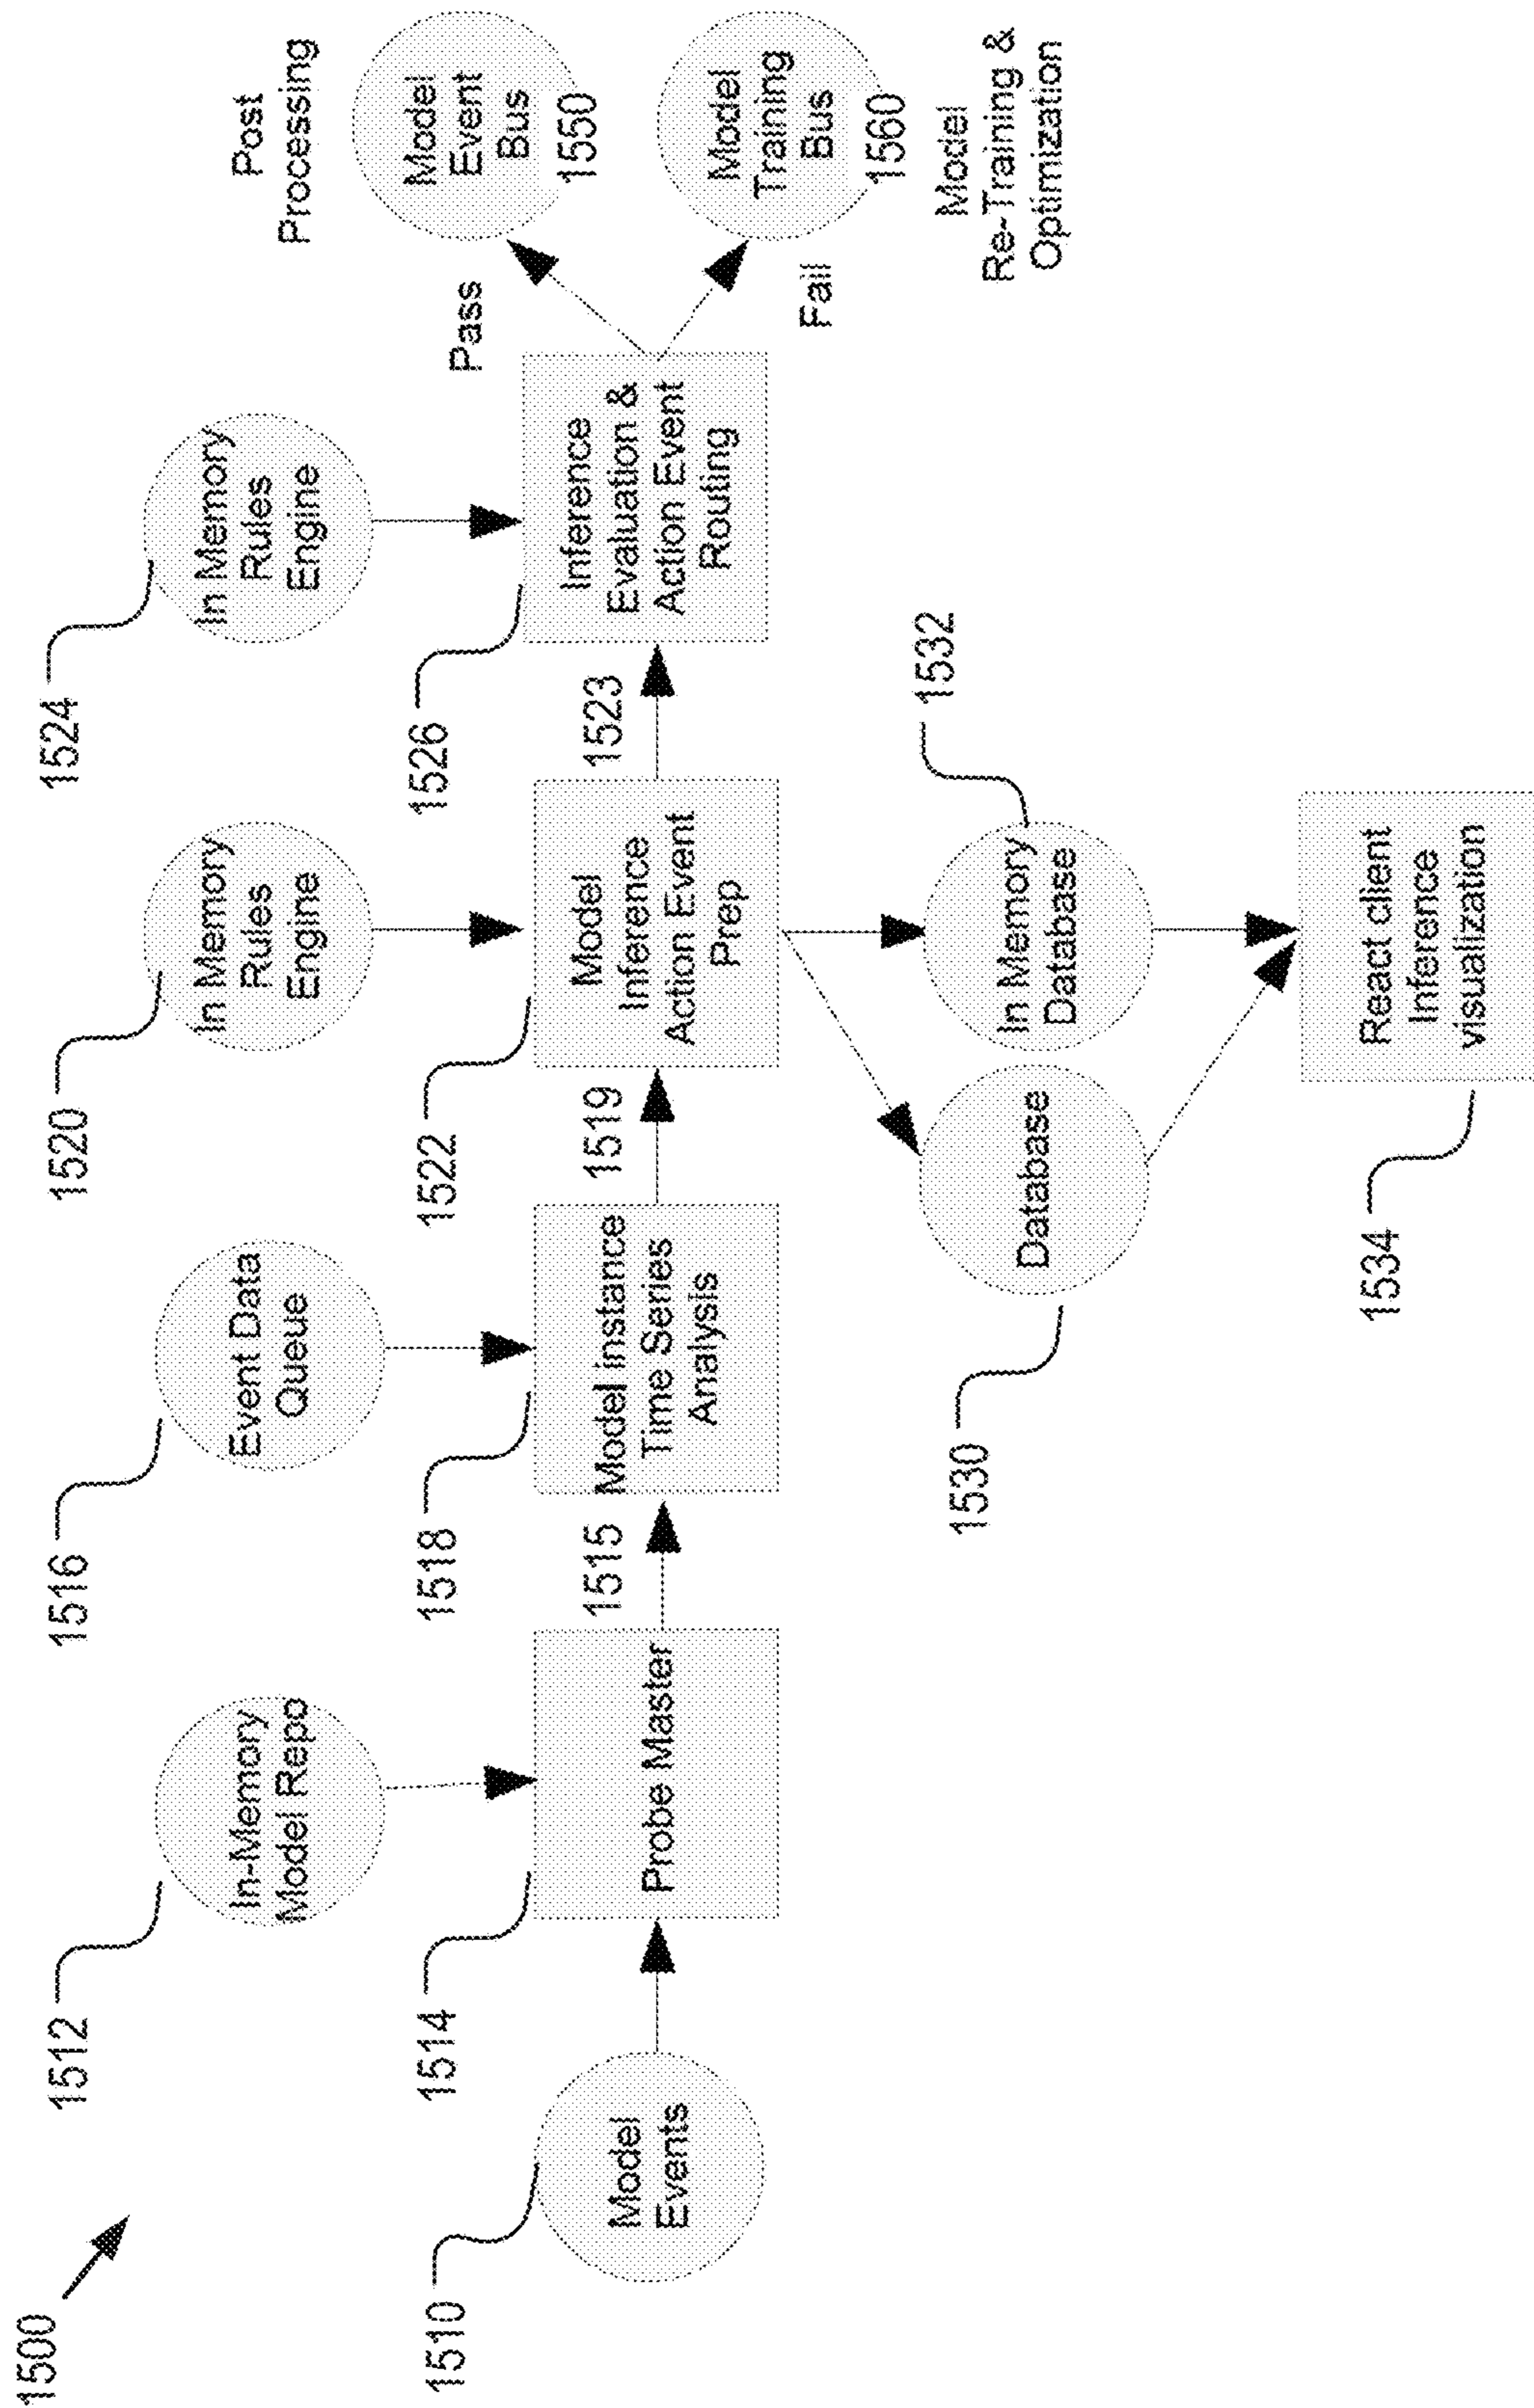 1500
1512
In-Memory
Model Repo
1516
Event Data
Queue
1520
In Memory
Rules
Engine
1524
In Memory
Rules
Engine
Post
Processing
1510
Model
Events
1514
Probe Master
1515
1518
Model instance
Time Series
Analysis
1519
1522
Model
Inference
Action Event
Prep
1523
1526
Inference
Evaluation &
Action Event
Routing
Pass
Model
Event
Bus
1550
Fail
Model
Training
Bus
1560
Model
Re-Training &
Optimization
1530
Database
In Memory
Database
1532
1534
React client
Inference
visualization